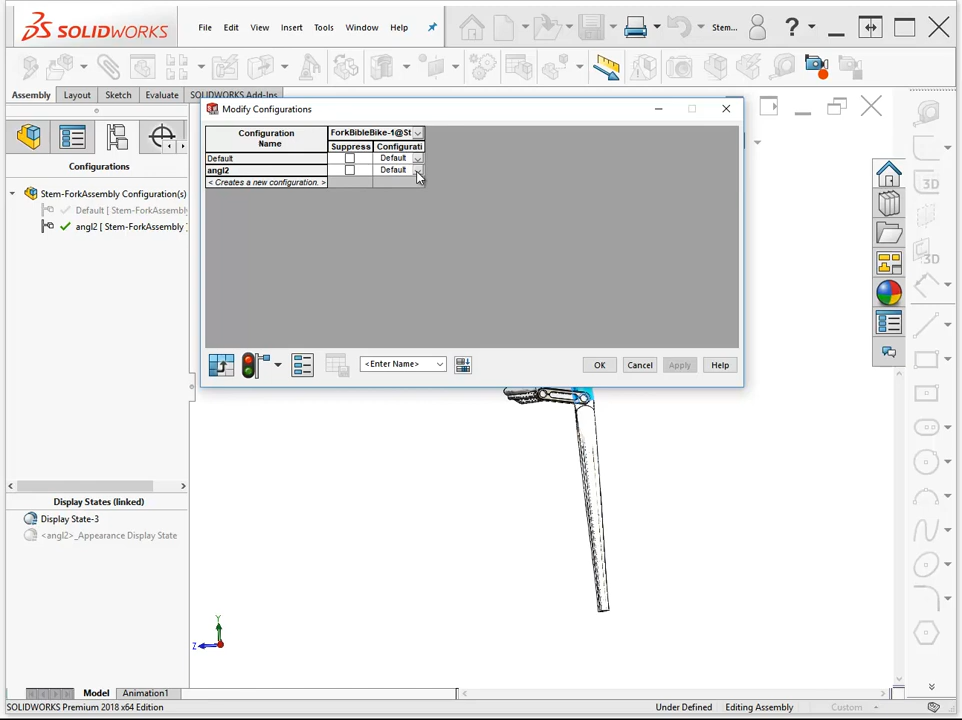 SOLIDWORKS
File Edit View Insert Tools Window Help
Stem...
?
Assembly Layout Sketch Evaluate SOLIDWORKS Add-Ins
Modify Configurations
Configuration Name
ForkBibleBike-1@St
Suppress Configurati
Default Default
angl2 Default
< Creates a new configuration. >
Configurations
Stem-ForkAssembly Configuration(s)
Default [ Stem-ForkAssembly
angl2 [ Stem-ForkAssembly
<Enter Name>
OK Cancel Apply Help
3D
3D
Display States (linked)
Display State-3
<angl2>_Appearance Display State
Y
Z
Model Animation1
SOLIDWORKS Premium 2018 x64 Edition
Under Defined Editing Assembly Custom